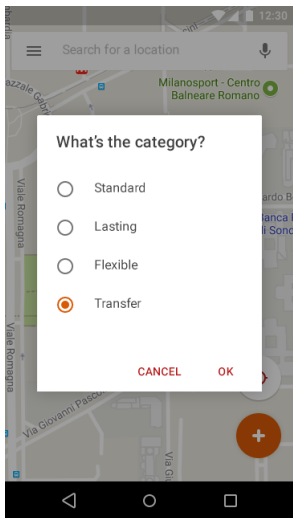 12:30
Search for a location
Milanosport - Centro
Balneare Romano
Viale Romagna
What's the category?
Standard
Lasting
Flexible
Transfer
CANCEL
OK
Viale Romagna
Via Giovanni Pascoli